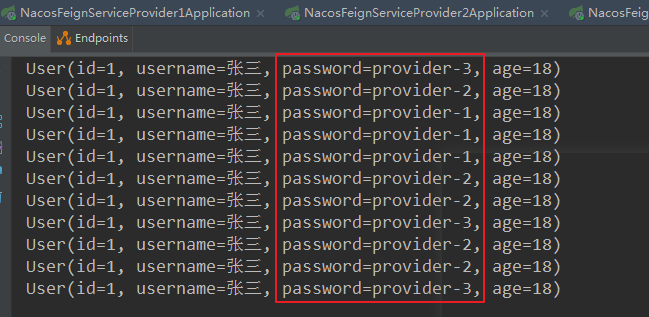 NacosFeignServiceProvider1Application NacosFeignServiceProvider2Application NacosFeig
Console Endpoints
User(id=1, username=张三, password=provider-3, age=18)
User(id=1, username=张三, password=provider-2, age=18)
User(id=1, username=张三, password=provider-1, age=18)
User(id=1, username=张三, password=provider-1, age=18)
User(id=1, username=张三, password=provider-1, age=18)
User(id=1, username=张三, password=provider-2, age=18)
User(id=1, username=张三, password=provider-2, age=18)
User(id=1, username=张三, password=provider-3, age=18)
User(id=1, username=张三, password=provider-2, age=18)
User(id=1, username=张三, password=provider-2, age=18)
User(id=1, username=张三, password=provider-3, age=18)